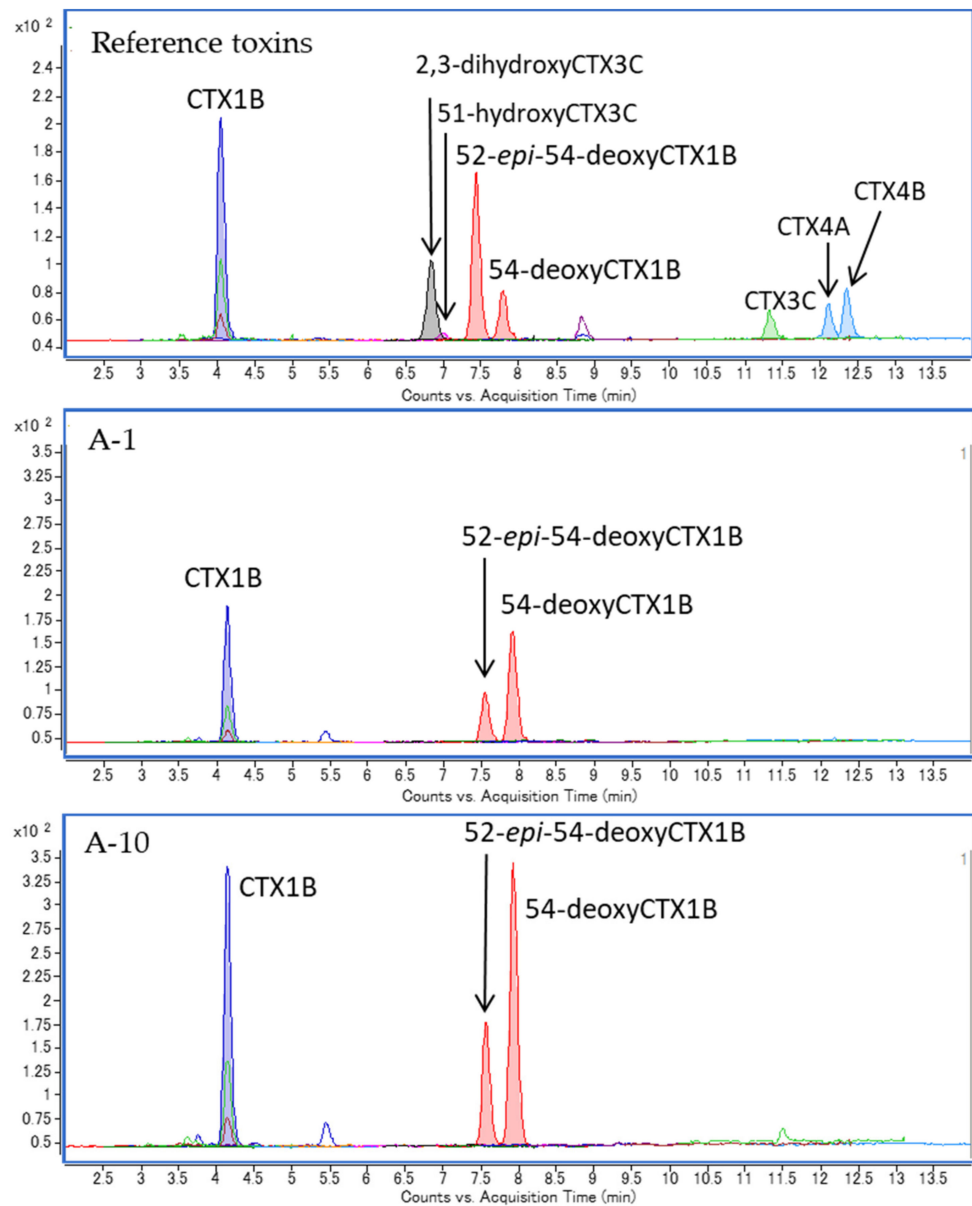 x10 2
Reference toxins
2,3-dihydroxyCTX3C
CTX1B
51-hydroxyCTX3C
52-epi-54-deoxyCTX1B
CTX4B
CTX4A
54-deoxyCTX1B
CTX3C
2.4
2.2
2
1.8
1.6
1.4
1.2
1
0.8
0.6
0.4
2.5 3 3.5 4 4.5 5 5.5 6 6.5 7 7.5 8 8.5 9 9.5 10 10.5 11 11.5 12 12.5 13 13.5
Counts vs. Acquisition Time (min)
x10 2
A-1
1
52-epi-54-deoxyCTX1B
CTX1B
54-deoxyCTX1B
3.5
3.25
3
2.75
2.5
2.25
2
1.75
1.5
1.25
1
0.75
0.5
2.5 3 3.5 4 4.5 5 5.5 6 6.5 7 7.5 8 8.5 9 9.5 10 10.5 11 11.5 12 12.5 13 13.5
Counts vs. Acquisition Time (min)
x10 2
A-10
52-epi-54-deoxyCTX1B
1
CTX1B
54-deoxyCTX1B
3.5
3.25
3
2.75
2.5
2.25
2
1.75
1.5
1.25
1
0.75
0.5
2.5 3 3.5 4 4.5 5 5.5 6 6.5 7 7.5 8 8.5 9 9.5 10 10.5 11 11.5 12 12.5 13 13.5
Counts vs. Acquisition Time (min)